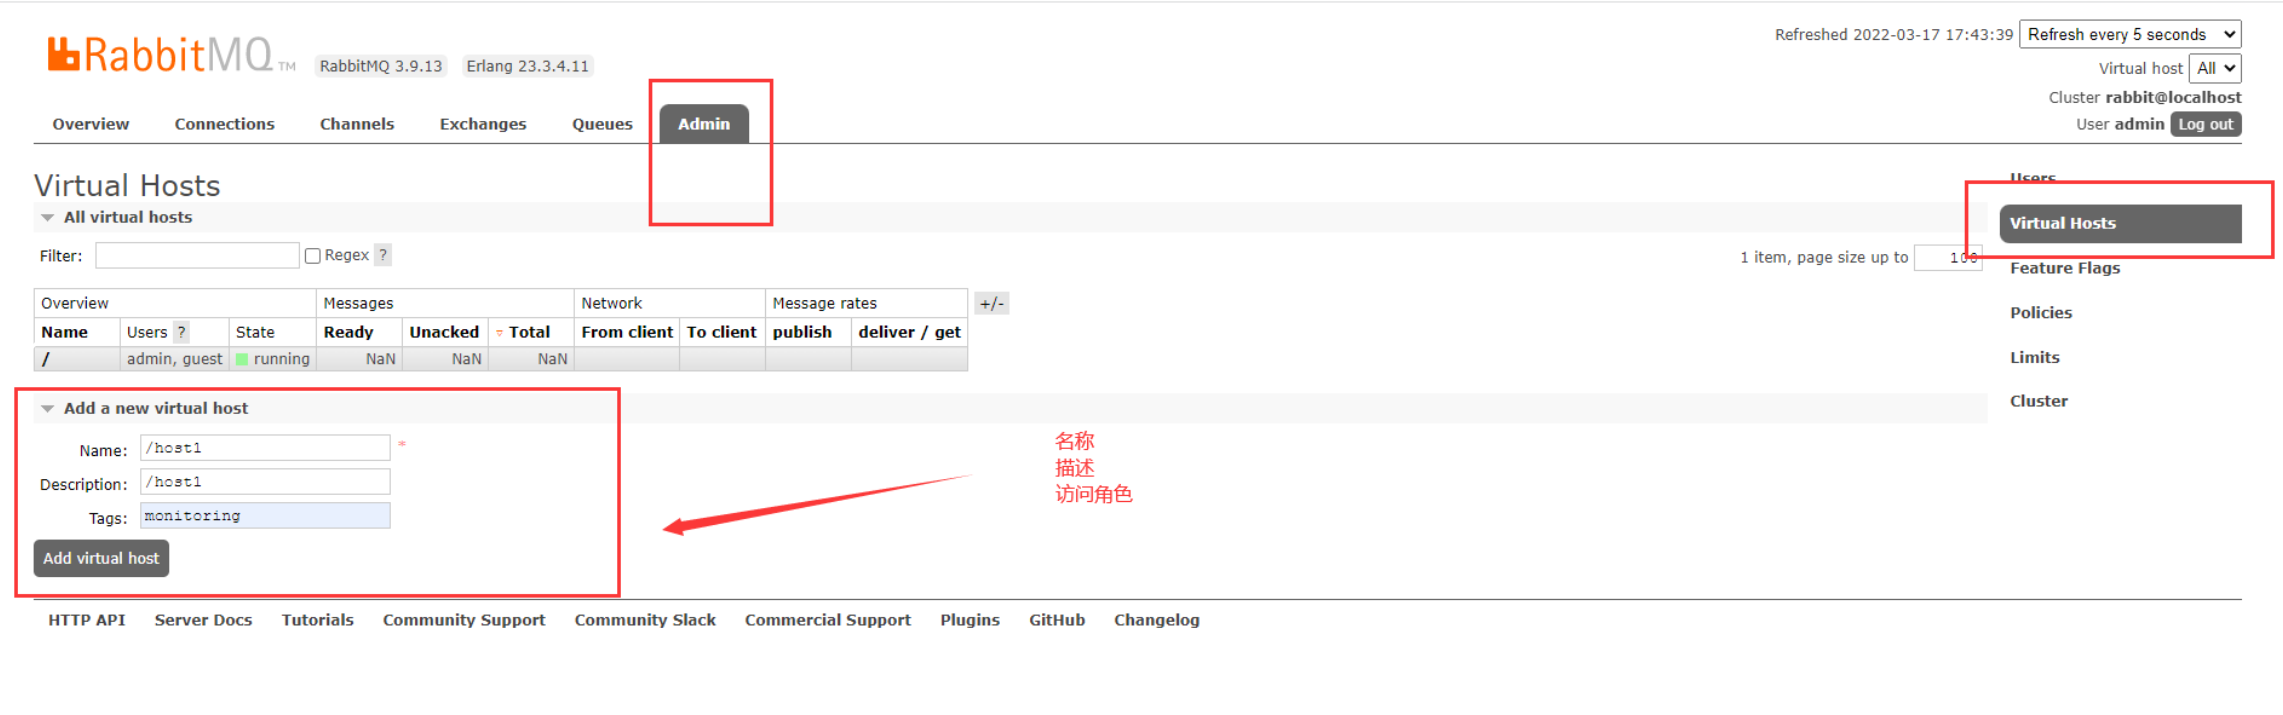 RabbitMQ TM RabbitMQ 3.9.13 Erlang 23.3.4.11
Refreshed 2022-03-17 17:43:39 Refresh every 5 seconds
Virtual host All
Cluster rabbit@localhost
User admin Log out
Overview Connections Channels Exchanges Queues Admin
Virtual Hosts
All virtual hosts
Filter: Regex ? 1 item, page size up to 100
Overview Messages Network Message rates +/-
Name Users ? State Ready Unacked Total From client To client publish deliver / get
/ admin, guest running NaN NaN NaN
Add a new virtual host
Name: /host1 *
Description: /host1
Tags: monitoring
Add virtual host
名称
描述
访问角色
Users
Virtual Hosts
Feature Flags
Policies
Limits
Cluster
HTTP API Server Docs Tutorials Community Support Community Slack Commercial Support Plugins GitHub Changelog